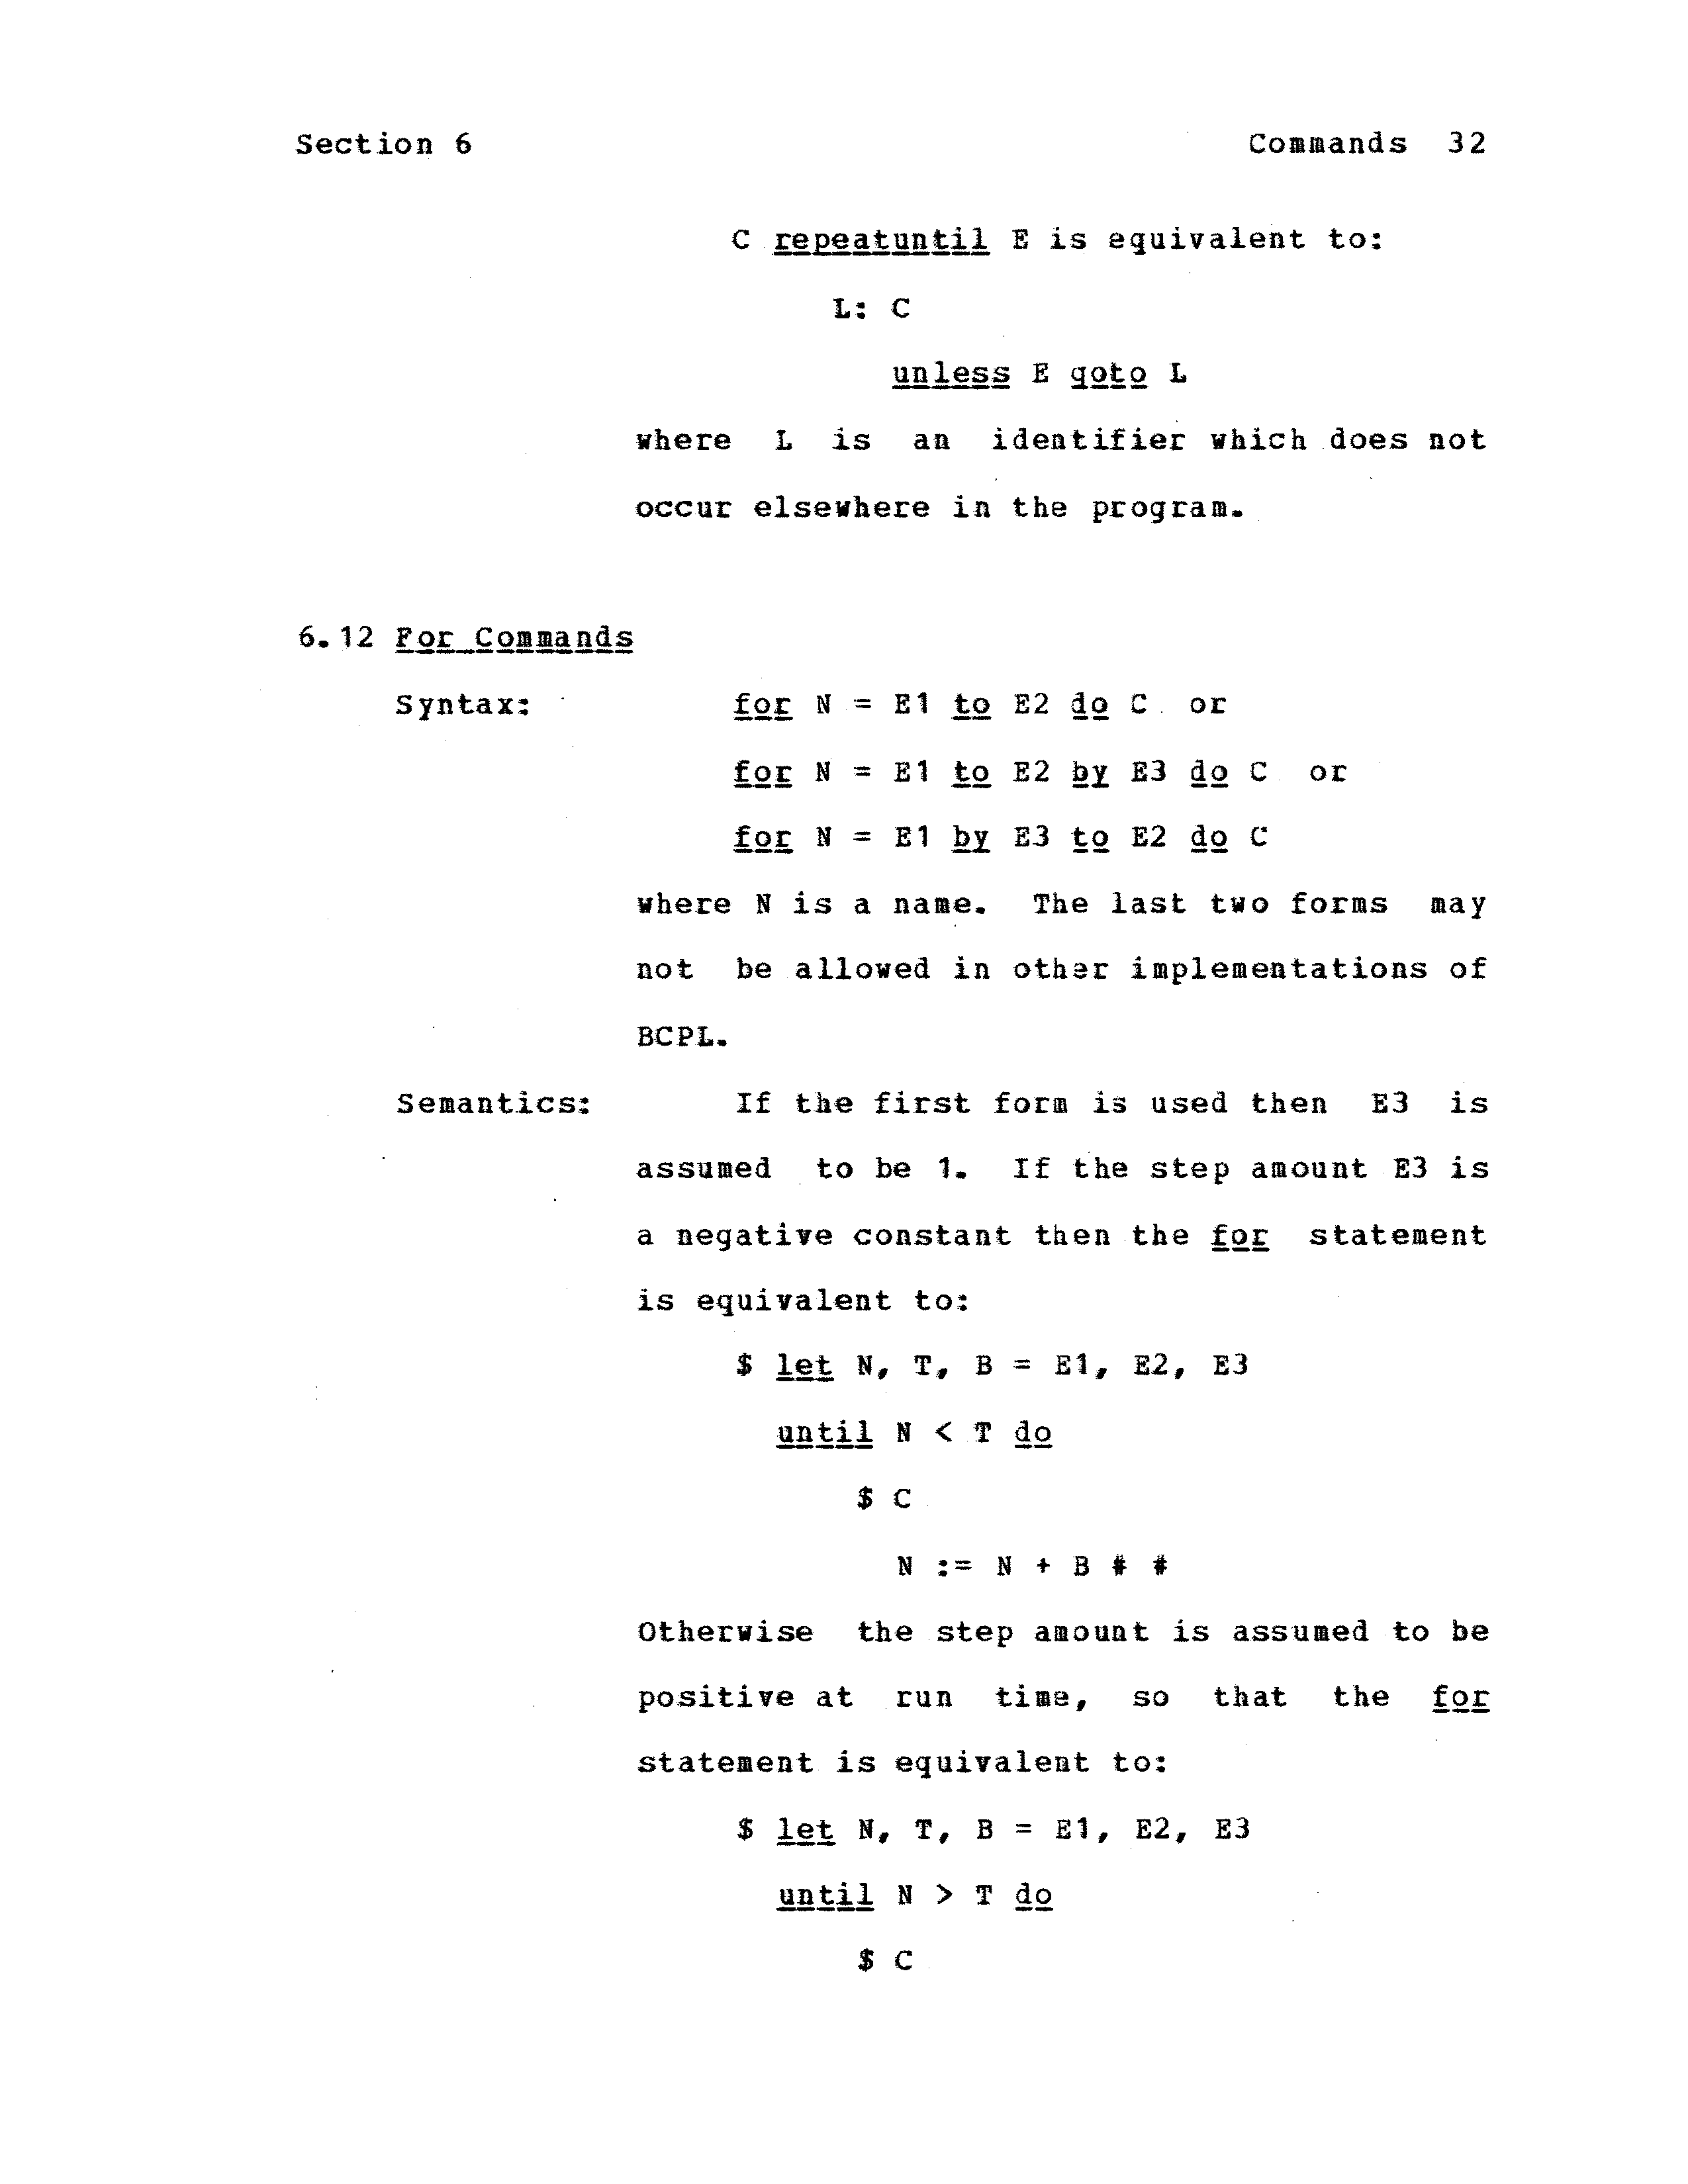 Section 6 Commands 32
C repeatuntil E is equivalent to:
L: C
unless E goto L
where L is an identifier which does not
occur elsewhere in the program.
6.12 For Commands
Syntax: for N = E1 to E2 do C or
for N = E1 to E2 by E3 do C or
for N = E1 by E3 to E2 do C
where N is a name. The last two forms may
not be allowed in other implementations of
BCPL.
Semantics: If the first form is used then E3 is
assumed to be 1. If the step amount E3 is
a negative constant then the for statement
is equivalent to:
$ let N, T, B = E1, E2, E3
until N < T do
$ C
N := N + B # #
Otherwise the step amount is assumed to be
positive at run time, so that the for
statement is equivalent to:
$ let N, T, B = E1, E2, E3
until N > T do
$ C